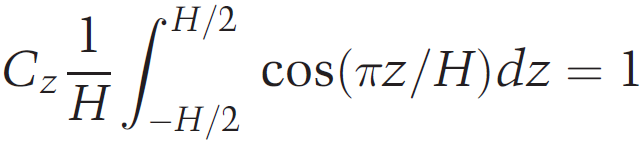 $C_z \frac{1}{H} \int_{-H/2}^{H/2} \cos(\pi z/H) dz = 1$